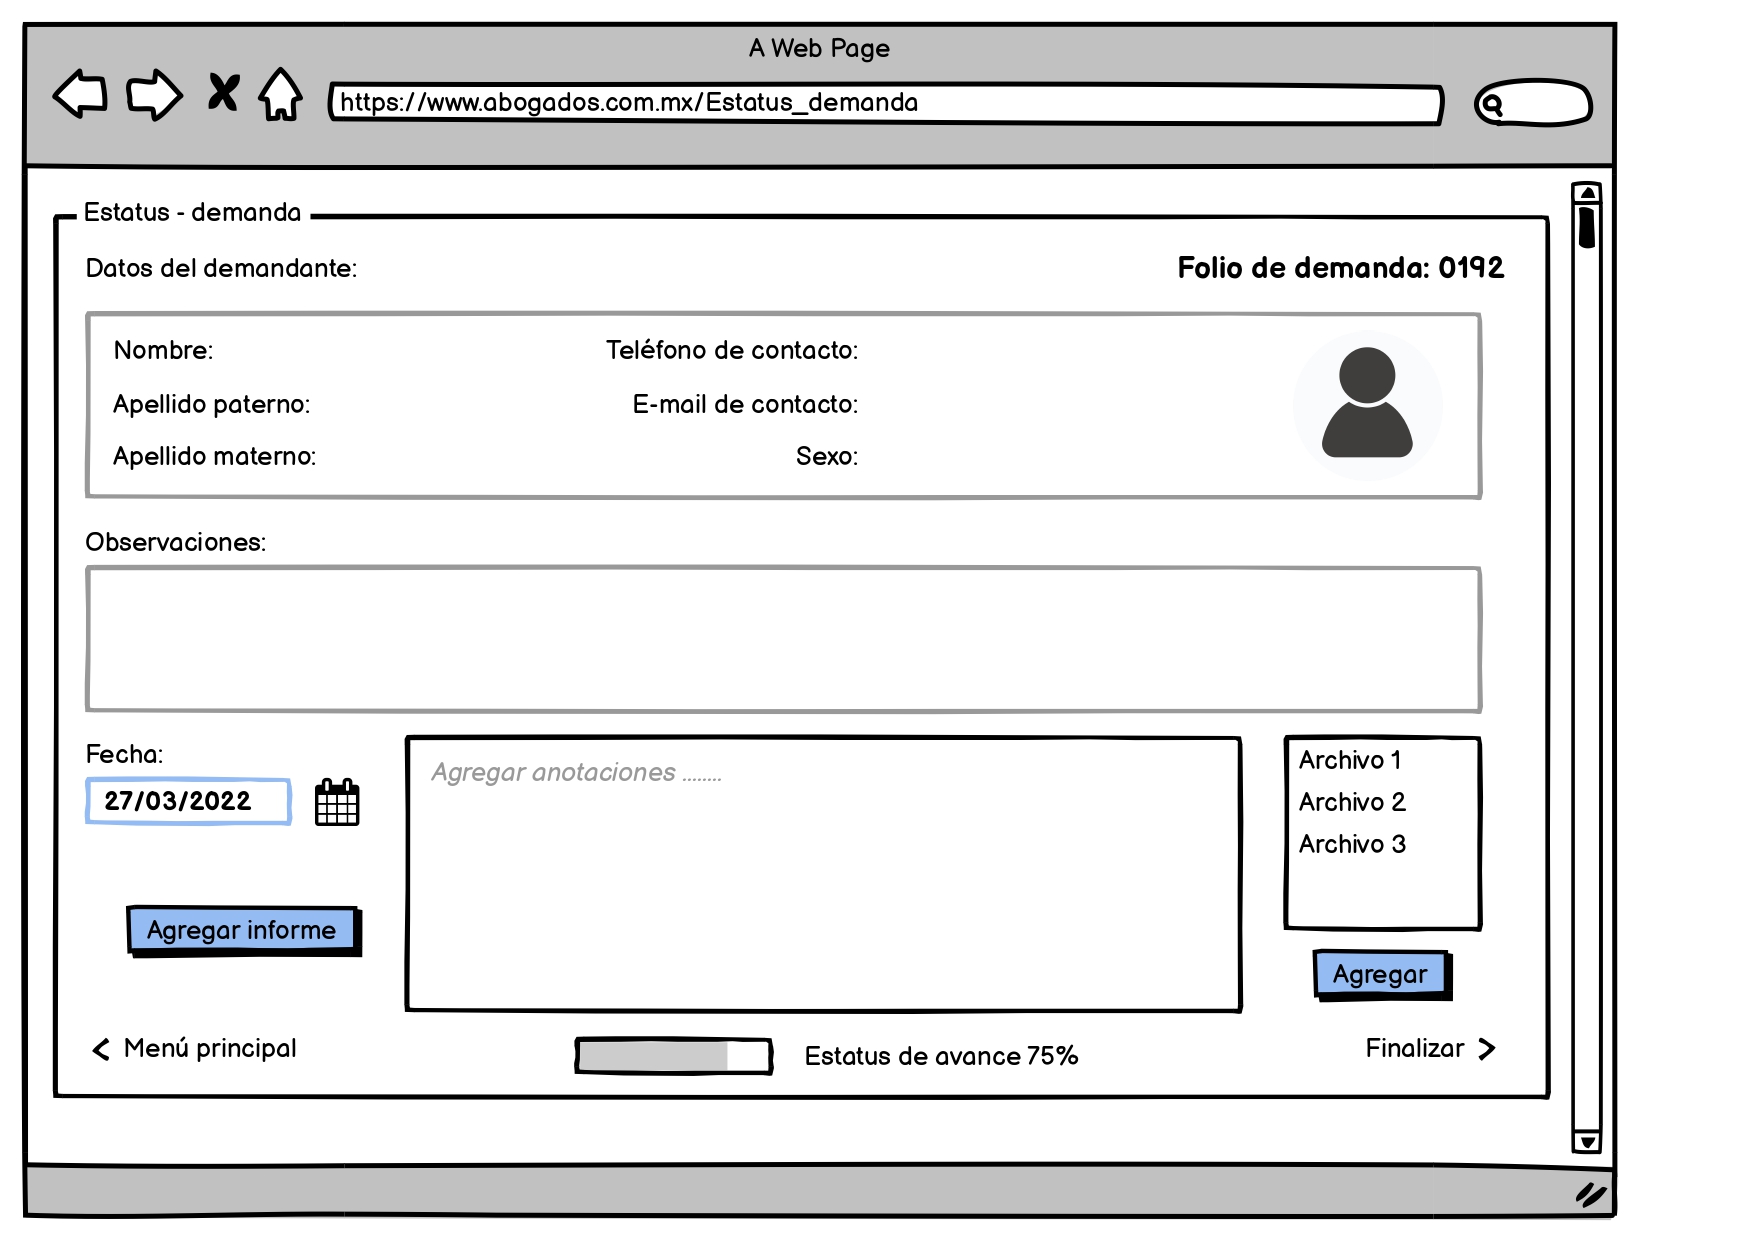 A Web Page
https://www.abogados.com.mx/Estatus_demanda
Estatus - demanda
Datos del demandante:
Folio de demanda: 0192
Nombre:
Teléfono de contacto:
Apellido paterno:
E-mail de contacto:
Apellido materno:
Sexo:
Observaciones:
Fecha:
27/03/2022
Agregar informe
Agregar anotaciones ........
Archivo 1
Archivo 2
Archivo 3
Agregar
Menú principal
Estatus de avance 75%
Finalizar